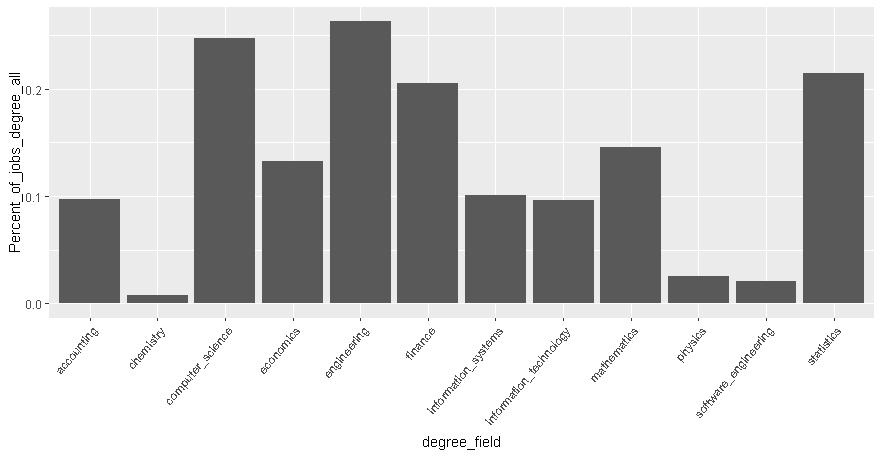 Percent_of_jobs_degree_all
0.2
0.1
0.0
accounting
chemistry
computer_science
economics
engineering
finance
information_systems
information_technology
mathematics
physics
software_engineering
statistics
degree_field